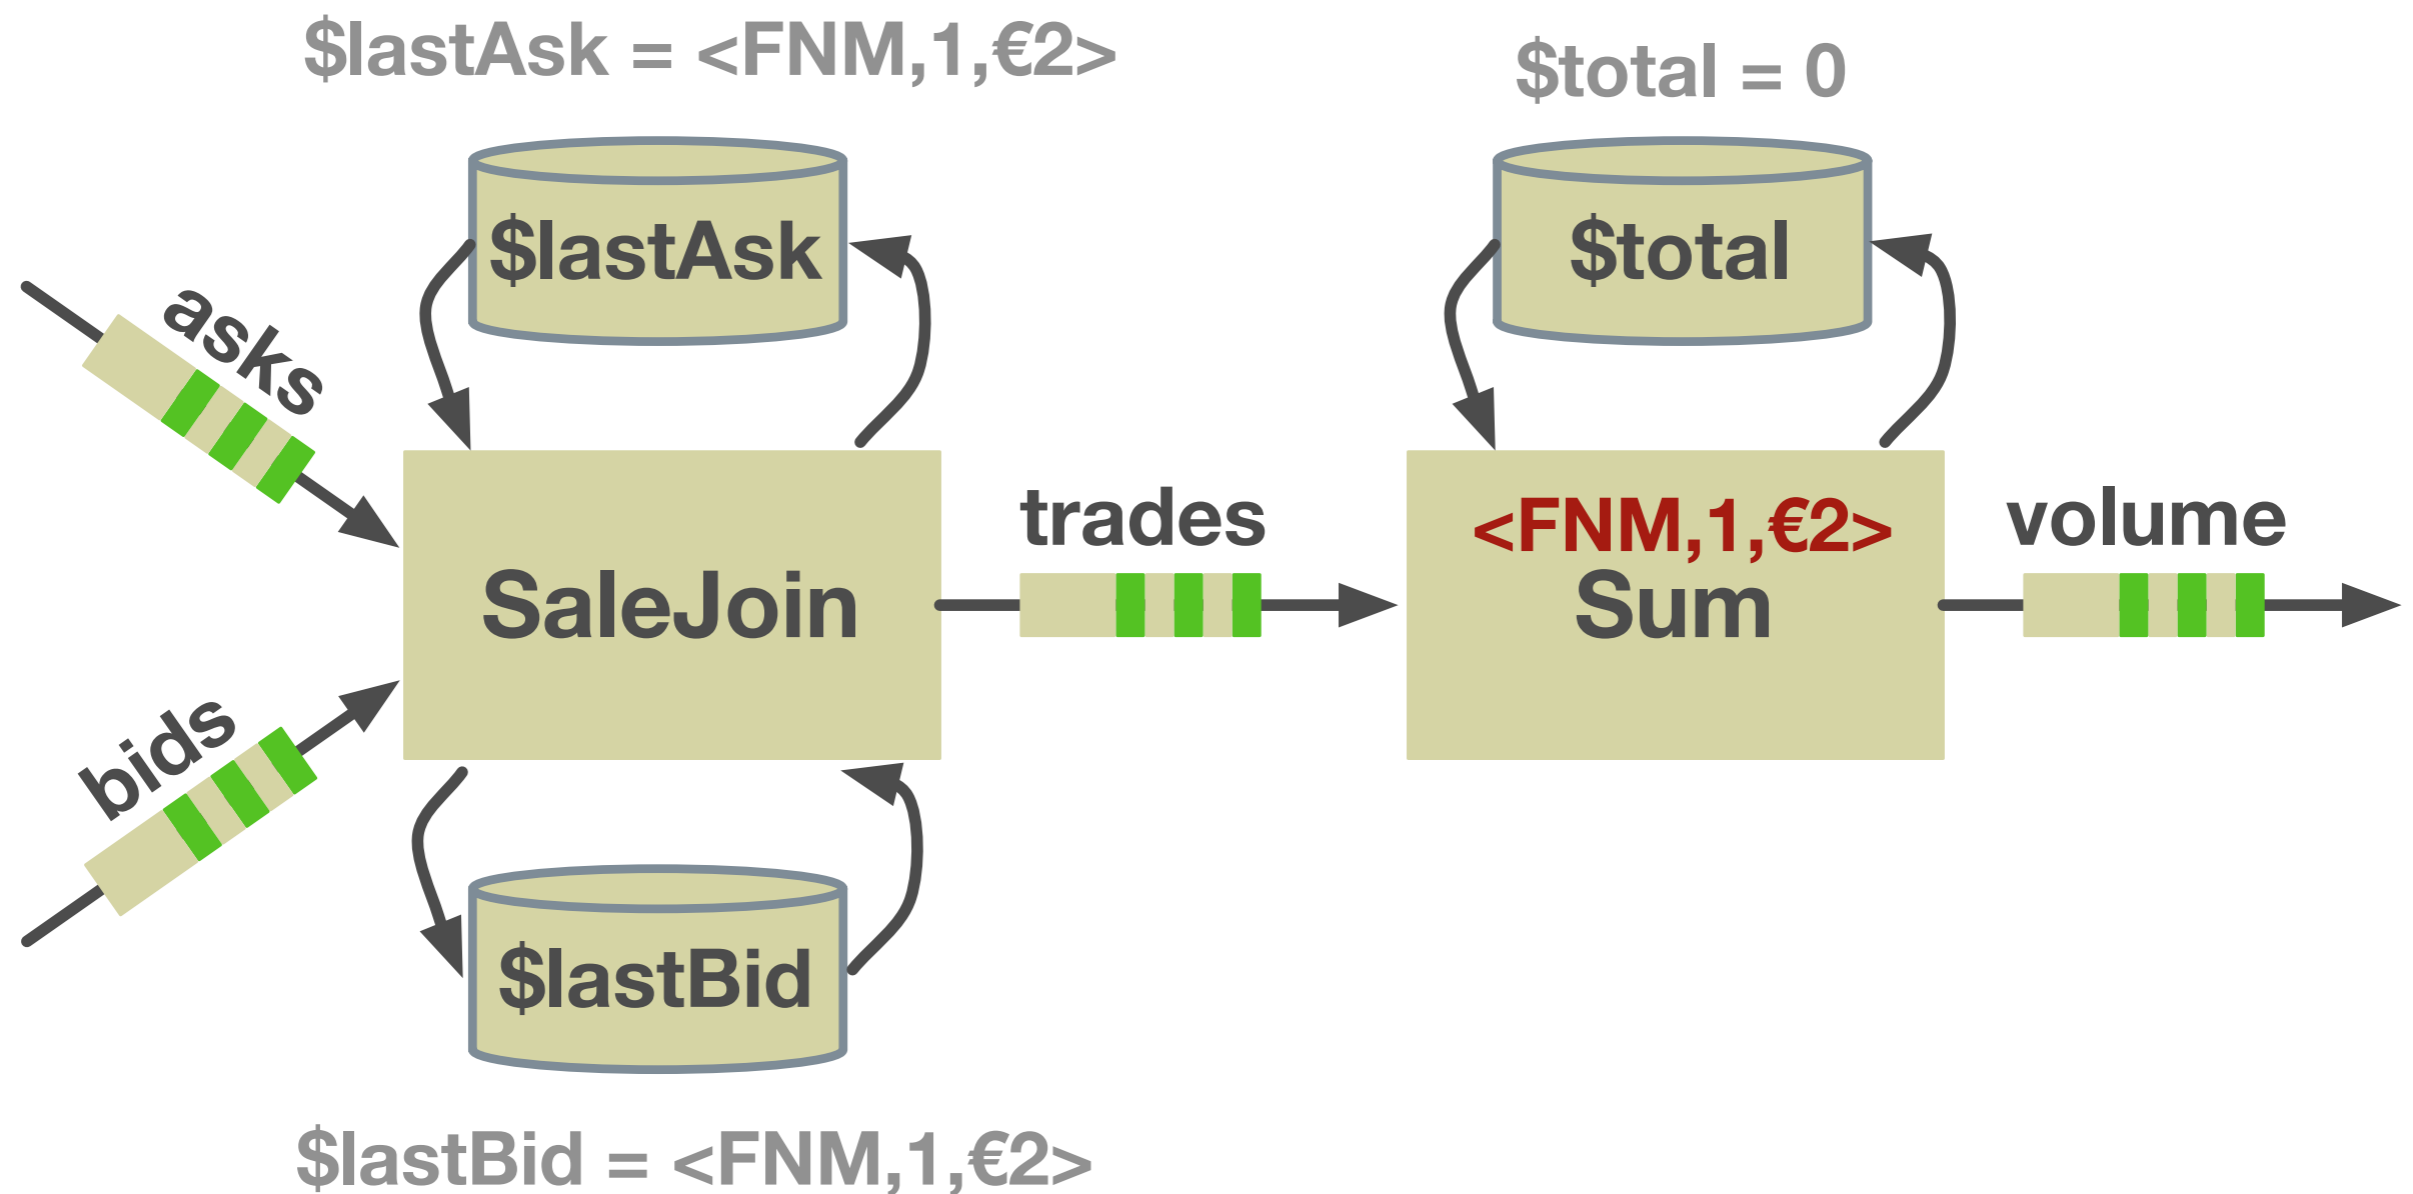 $lastAsk = <FNM,1,€2>
$total = 0
$lastAsk
$total
asks
trades
<FNM,1,€2>
volume
SaleJoin
Sum
bids
$lastBid
$lastBid = <FNM,1,€2>